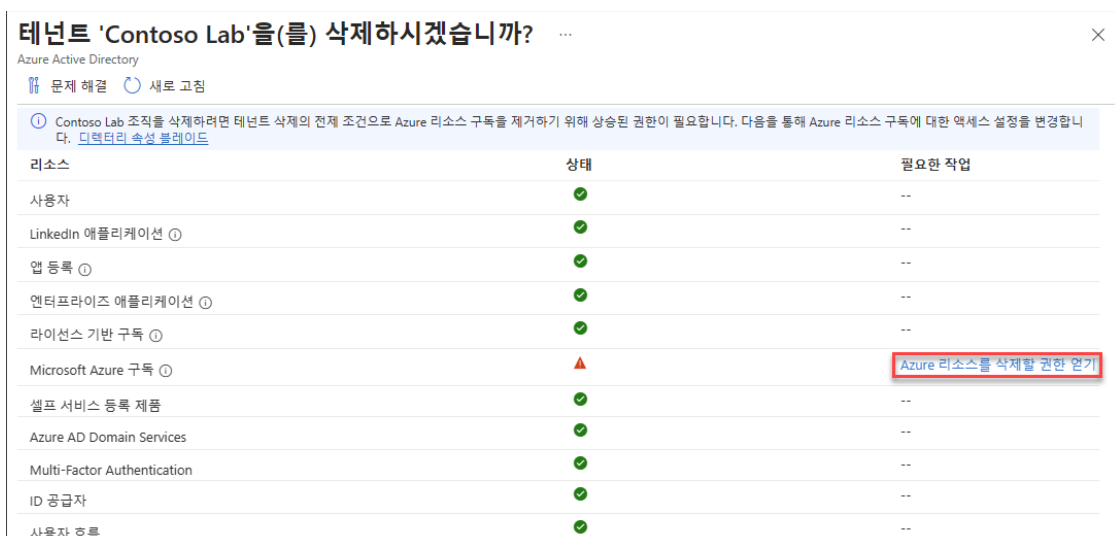 테넌트 'Contoso Lab'을(를) 삭제하시겠습니까? ...
Azure Active Directory
문제 해결 새로 고침
Contoso Lab 조직을 삭제하려면 테넌트 삭제의 전제 조건으로 Azure 리소스 구독을 제거하기 위해 상승된 권한이 필요합니다. 다음을 통해 Azure 리소스 구독에 대한 액세스 설정을 변경합니
다. 디렉터리 속성 블레이드
리소스 상태 필요한 작업
사용자 --
LinkedIn 애플리케이션 --
앱 등록 --
엔터프라이즈 애플리케이션 --
라이선스 기반 구독 --
Microsoft Azure 구독 Azure 리소스를 삭제할 권한 얻기
셀프 서비스 등록 제품 --
Azure AD Domain Services --
Multi-Factor Authentication --
ID 공급자 --
사용자 흐름 --